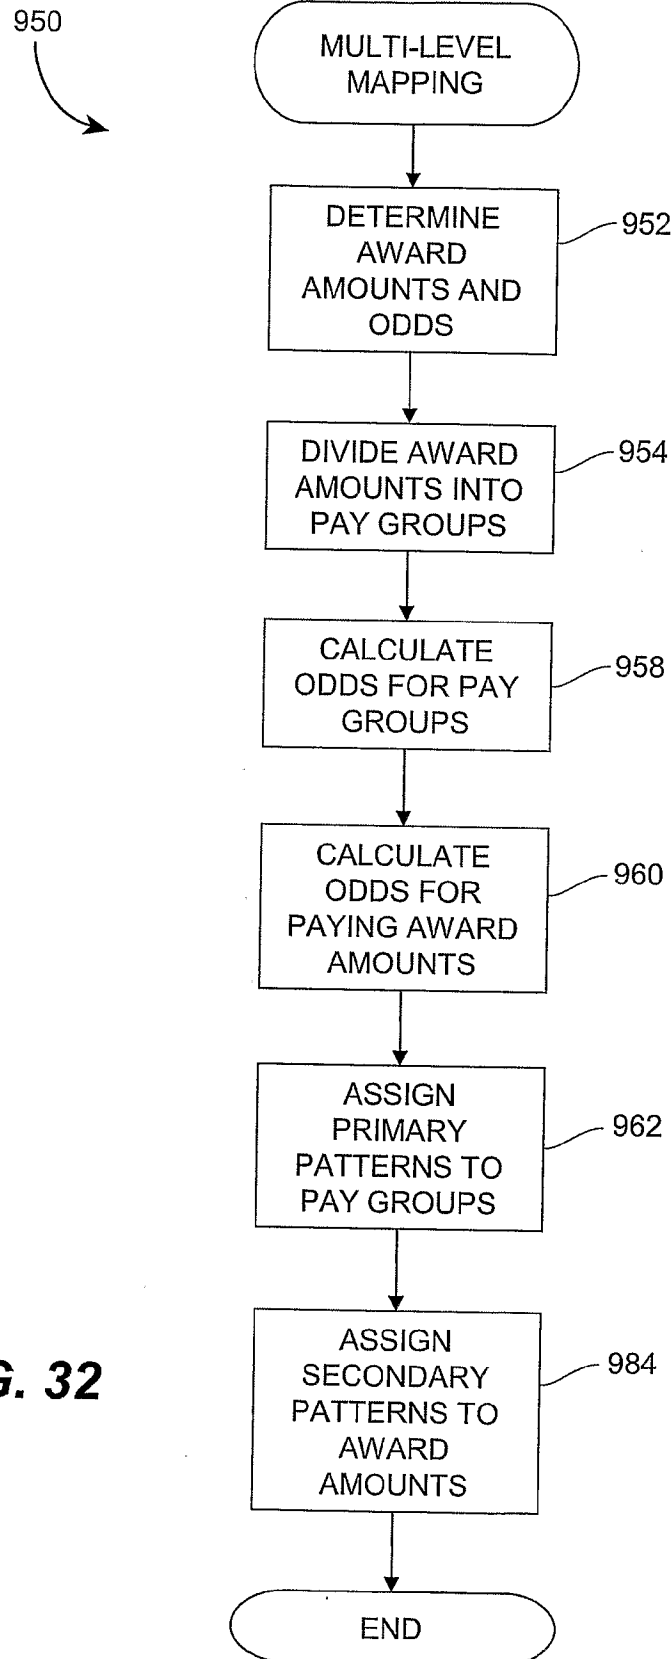 950
MULTI-LEVEL
MAPPING
DETERMINE
AWARD
AMOUNTS AND
ODDS
952
DIVIDE AWARD
AMOUNTS INTO
PAY GROUPS
954
CALCULATE
ODDS FOR PAY
GROUPS
958
CALCULATE
ODDS FOR
PAYING AWARD
AMOUNTS
960
ASSIGN
PRIMARY
PATTERNS TO
PAY GROUPS
962
ASSIGN
SECONDARY
PATTERNS TO
AWARD
AMOUNTS
984
G. 32
END